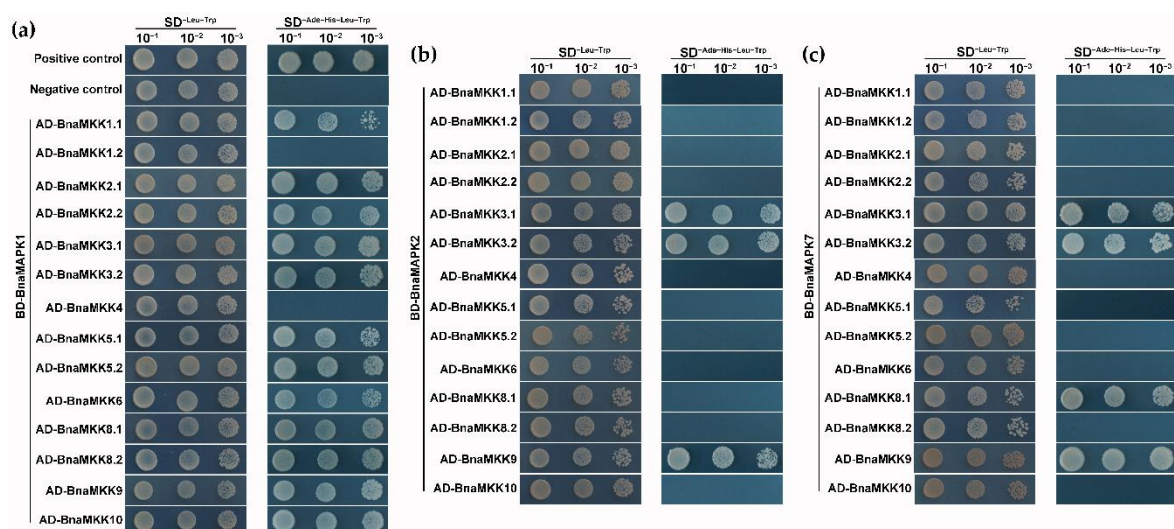 (a)
SD-Leu-Trp SD-Ade-His-Leu-Trp
10-1 10-2 10-3 10-1 10-2 10-3
Positive control
Negative control
BD-BnaMAPK1
AD-BnaMKK1.1
AD-BnaMKK1.2
AD-BnaMKK2.1
AD-BnaMKK2.2
AD-BnaMKK3.1
AD-BnaMKK3.2
AD-BnaMKK4
AD-BnaMKK5.1
AD-BnaMKK5.2
AD-BnaMKK6
AD-BnaMKK8.1
AD-BnaMKK8.2
AD-BnaMKK9
AD-BnaMKK10
(b)
SD-Leu-Trp SD-Ade-His-Leu-Trp
10-1 10-2 10-3 10-1 10-2 10-3
BD-BnaMAPK2
AD-BnaMKK1.1
AD-BnaMKK1.2
AD-BnaMKK2.1
AD-BnaMKK2.2
AD-BnaMKK3.1
AD-BnaMKK3.2
AD-BnaMKK4
AD-BnaMKK5.1
AD-BnaMKK5.2
AD-BnaMKK6
AD-BnaMKK8.1
AD-BnaMKK8.2
AD-BnaMKK9
AD-BnaMKK10
(c)
SD-Leu-Trp SD-Ade-His-Leu-Trp
10-1 10-2 10-3 10-1 10-2 10-3
BD-BnaMAPK7
AD-BnaMKK1.1
AD-BnaMKK1.2
AD-BnaMKK2.1
AD-BnaMKK2.2
AD-BnaMKK3.1
AD-BnaMKK3.2
AD-BnaMKK4
AD-BnaMKK5.1
AD-BnaMKK5.2
AD-BnaMKK6
AD-BnaMKK8.1
AD-BnaMKK8.2
AD-BnaMKK9
AD-BnaMKK10